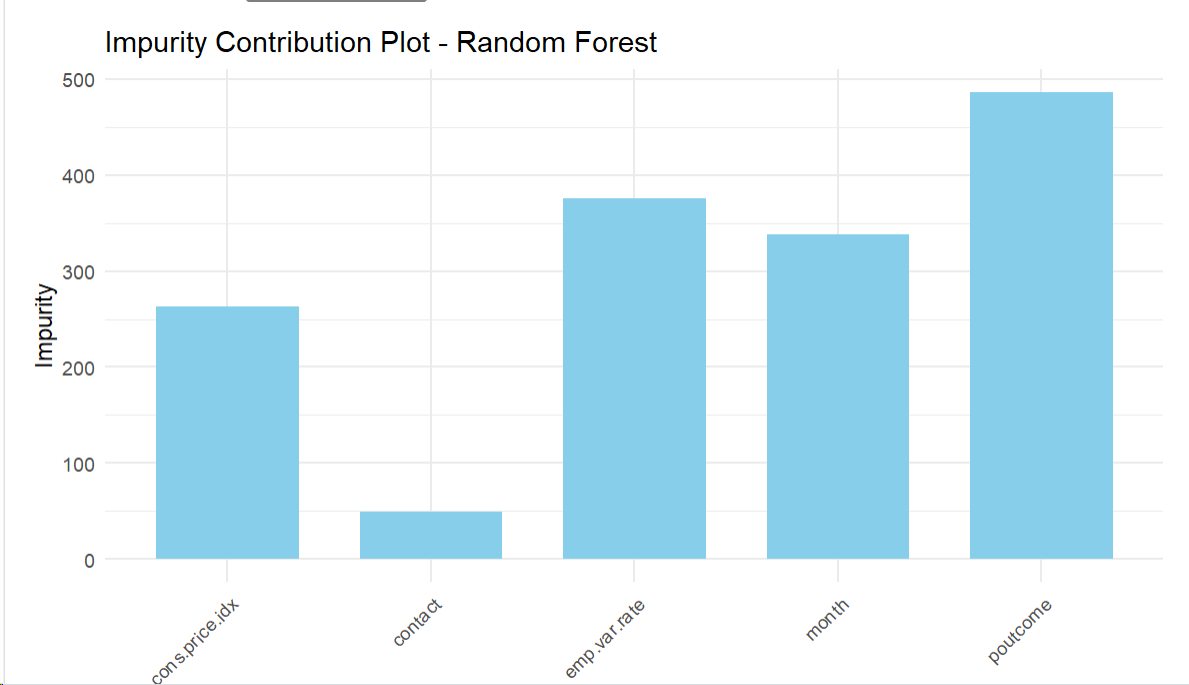 Impurity Contribution Plot - Random Forest
500
400
300
200
100
0
Impurity
cons.price.idx
contact
emp.var.rate
month
poutcome